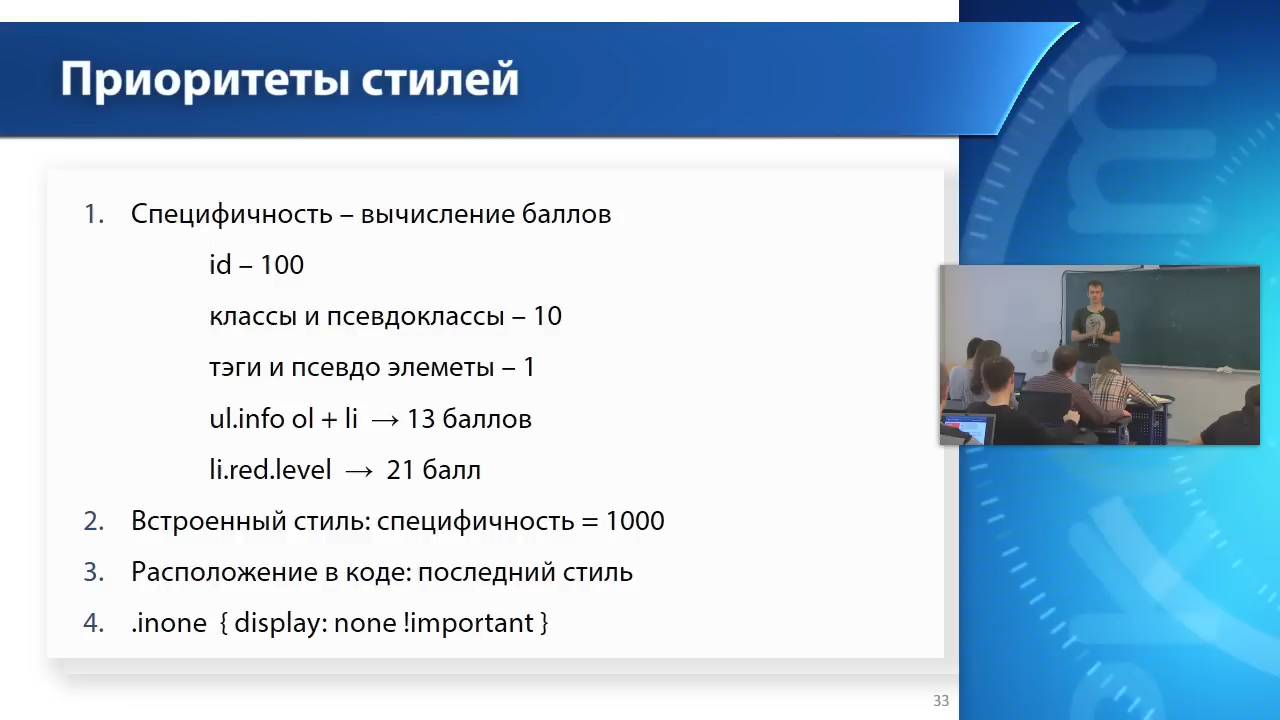 Приоритеты стилей
1. Специфичность – вычисление баллов
id – 100
классы и псевдоклассы – 10
тэги и псевдо элеметы – 1
ul.info ol + li → 13 баллов
li.red.level → 21 балл
2. Встроенный стиль: специфичность = 1000
3. Расположение в коде: последний стиль
4. .inone { display: none !important }
33